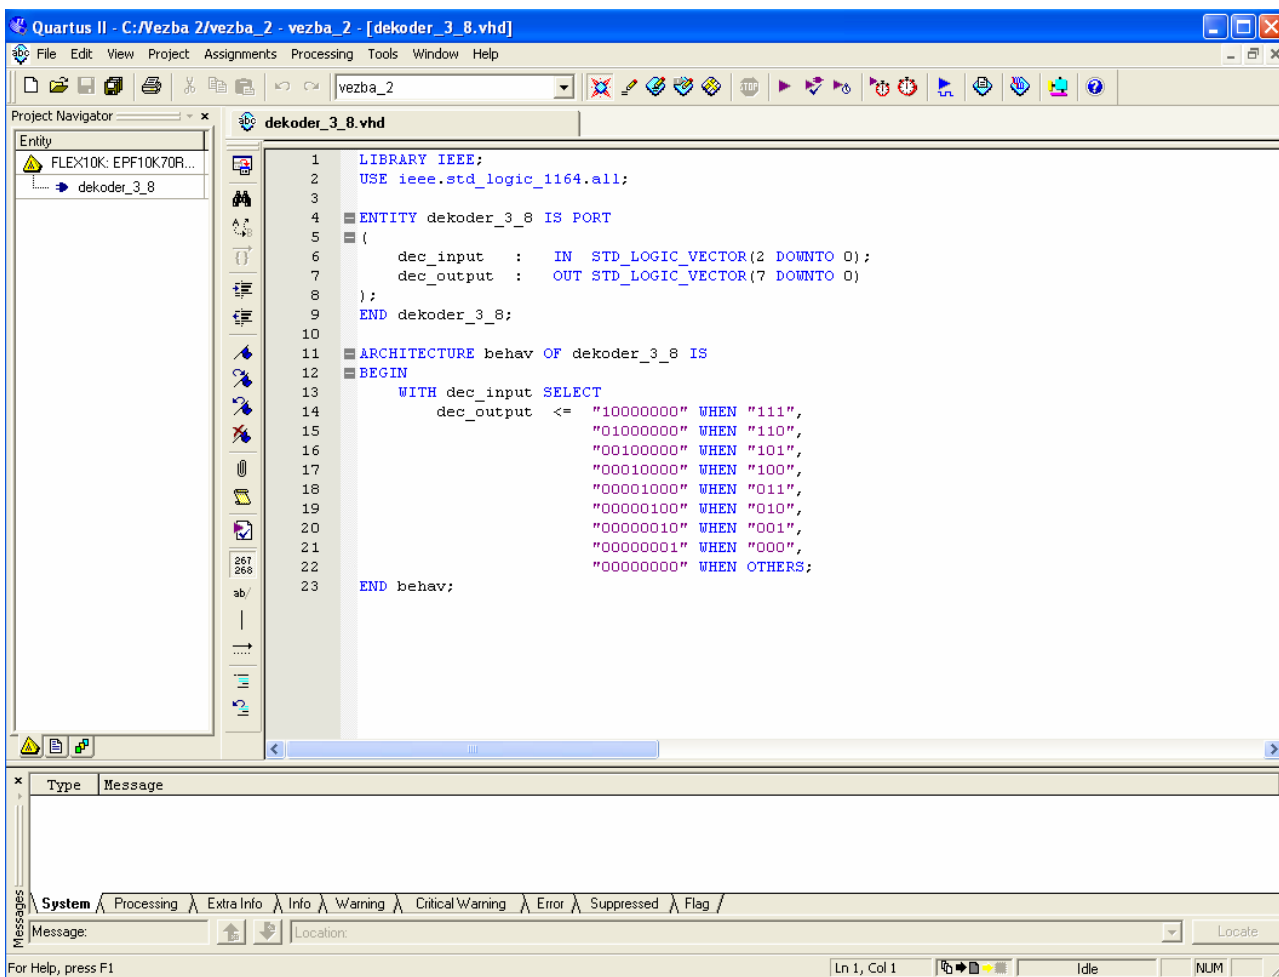 Quartus II - C:/Vezba 2/vezba_2 - vezba_2 - [dekoder_3_8.vhd]
File Edit View Project Assignments Processing Tools Window Help
vezba_2
Project Navigator
Entity
FLEX10K: EPF10K70R...
dekoder_3_8
dekoder_3_8.vhd
1 LIBRARY IEEE;
2 USE ieee.std_logic_1164.all;
3
4 ENTITY dekoder_3_8 IS PORT
5 (
6 dec_input : IN STD_LOGIC_VECTOR(2 DOWNTO 0);
7 dec_output : OUT STD_LOGIC_VECTOR(7 DOWNTO 0)
8 );
9 END dekoder_3_8;
10
11 ARCHITECTURE behav OF dekoder_3_8 IS
12 BEGIN
13 WITH dec_input SELECT
14 dec_output <= "10000000" WHEN "111",
15 "01000000" WHEN "110",
16 "00100000" WHEN "101",
17 "00010000" WHEN "100",
18 "00001000" WHEN "011",
19 "00000100" WHEN "010",
20 "00000010" WHEN "001",
21 "00000001" WHEN "000",
22 "00000000" WHEN OTHERS;
23 END behav;
267
268
ab/
Type Message
Messages
System Processing Extra Info Info Warning Critical Warning Error Suppressed Flag
Message: Location: Locate
For Help, press F1 Ln 1, Col 1 Idle NUM